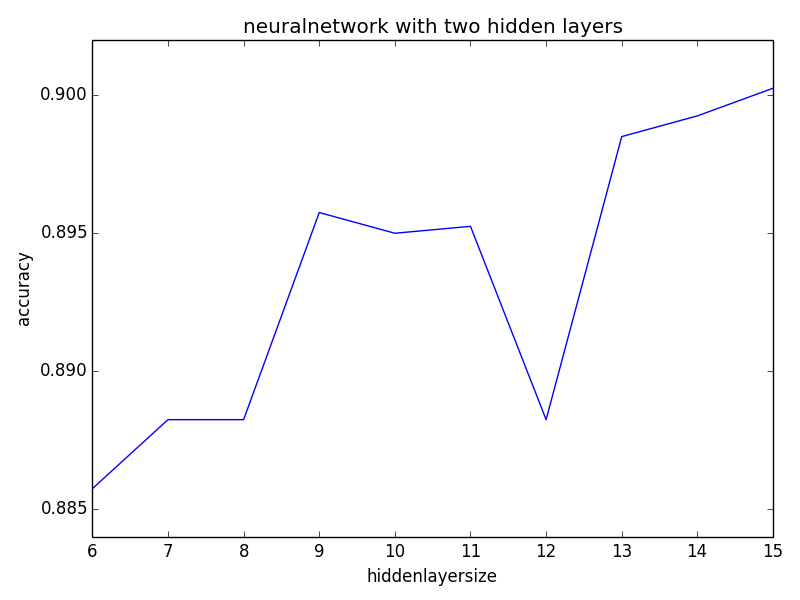 neuralnetwork with two hidden layers
0.900
0.895
0.890
0.885
accuracy
6 7 8 9 10 11 12 13 14 15
hiddenlayersize